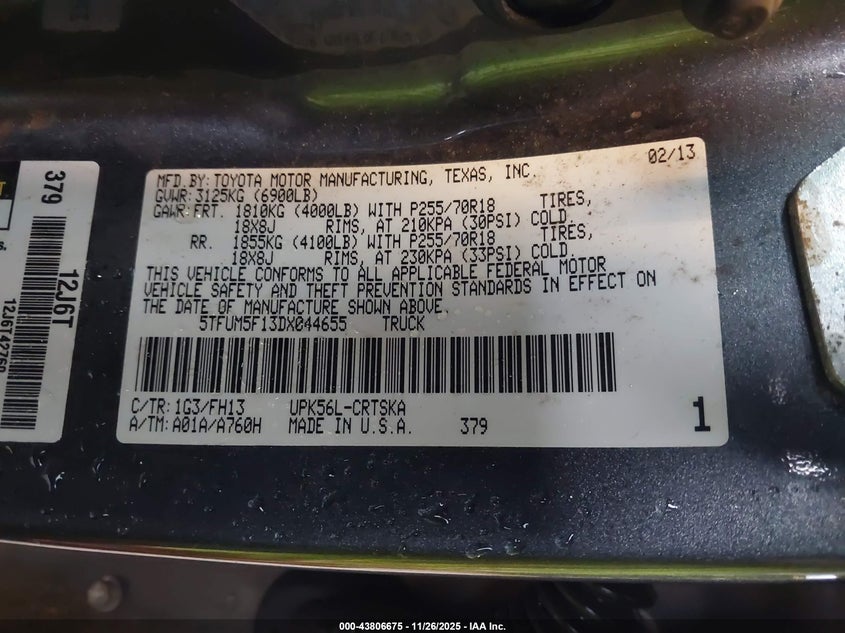 MFD.BY:TOYOTA MOTOR MANUFACTURING, TEXAS, INC. 02/13
GVWR:3125KG (6900LB)
GAWR:FRT. 1810KG (4000LB) WITH P255/70R18 TIRES,
18X8J RIMS, AT 210KPA (30PSI) COLD.
RR. 1855KG (4100LB) WITH P255/70R18 TIRES,
18X8J RIMS, AT 230KPA (33PSI) COLD.
THIS VEHICLE CONFORMS TO ALL APPLICABLE FEDERAL MOTOR
VEHICLE SAFETY AND THEFT PREVENTION STANDARDS IN EFFECT ON
THE DATE OF MANUFACTURE SHOWN ABOVE.
5TFUM5F13DX044655 TRUCK
C/TR:1G3/FH13 UPK56L-CRTSKA
A/TM:A01A/A760H MADE IN U.S.A. 379
1
379
12J6T
12J6T42760
000-43806675 - 11/26/2025 - IAA Inc.